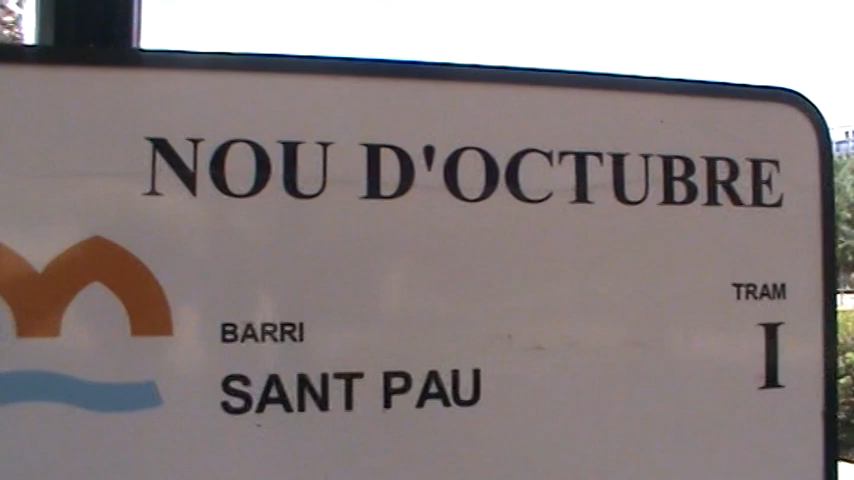 NOU D'OCTUBRE
TRAM
I
BARRI
SANT PAU